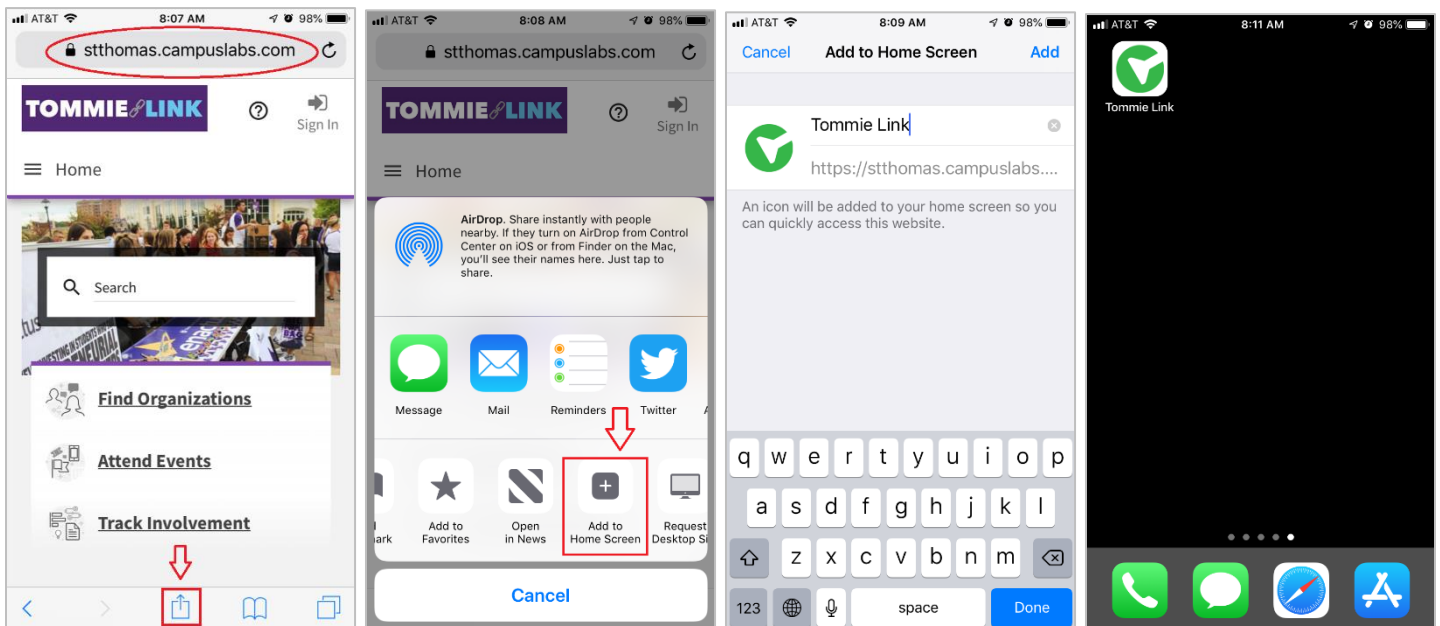 AT&T 8:07 AM 98%
stthomas.campuslabs.com
TOMMIE LINK
Sign In
Home
Search
Find Organizations
Attend Events
Track Involvement
AT&T 8:08 AM 98%
stthomas.campuslabs.com
TOMMIE LINK
Sign In
Home
AirDrop. Share instantly with people
nearby. If they turn on AirDrop from Control
Center on iOS or from Finder on the Mac,
you'll see their names here. Just tap to
share.
Message Mail Reminders Twitter
ark
Add to
Favorites
Open
in News
Add to
Home Screen
Request
Desktop Si
Cancel
AT&T 8:09 AM 98%
Cancel Add to Home Screen Add
Tommie Link
https://stthomas.campuslabs....
An icon will be added to your home screen so you
can quickly access this website.
q w e r t y u i o p
a s d f g h j k l
z x c v b n m
123 space Done
AT&T 8:11 AM 98%
Tommie Link